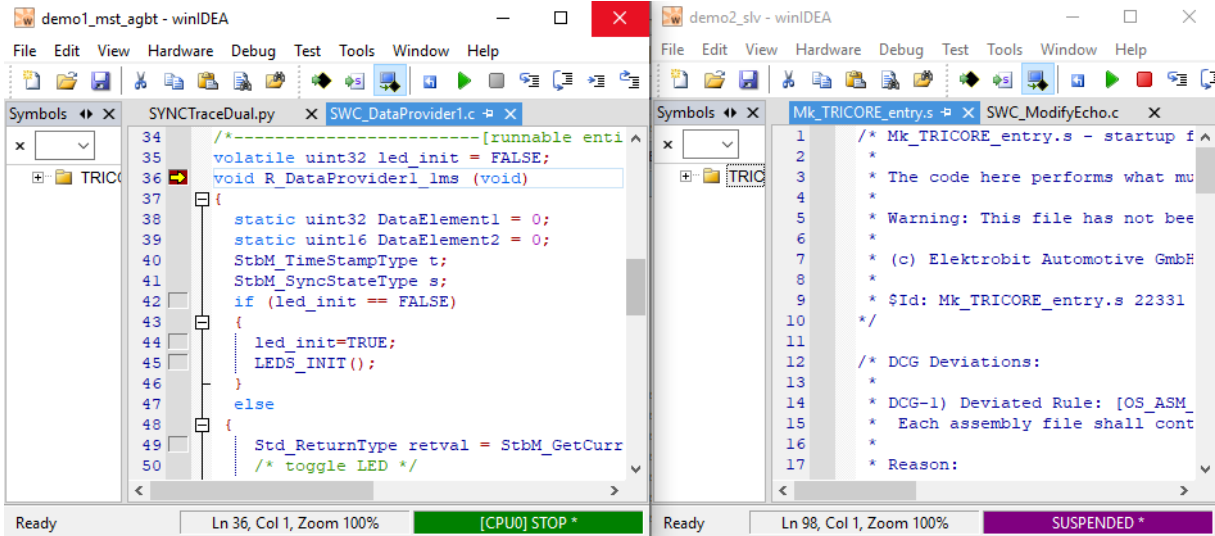 demo1_mst_agbt - winIDEA
File Edit View Hardware Debug Test Tools Window Help
Symbols
SYNCTraceDual.py
SWC_DataProvider1.c
TRIC
34 /*------------------------[runnable enti
35 volatile uint32 led_init = FALSE;
36 void R_DataProvider1_1ms (void)
37 {
38 static uint32 DataElement1 = 0;
39 static uint16 DataElement2 = 0;
40 StbM_TimeStampType t;
41 StbM_SyncStateType s;
42 if (led_init == FALSE)
43 {
44 led_init=TRUE;
45 LEDS_INIT();
46 }
47 else
48 {
49 Std_ReturnType retval = StbM_GetCurr
50 /* toggle LED */
Ready
Ln 36, Col 1, Zoom 100%
[CPU0] STOP *
demo2_slv - winIDEA
File Edit View Hardware Debug Test Tools Window Help
Symbols
Mk_TRICORE_entry.s
SWC_ModifyEcho.c
TRIC
1 /* Mk_TRICORE_entry.s - startup f
2 *
3 * The code here performs what mu
4 *
5 * Warning: This file has not bee
6 *
7 * (c) Elektrobit Automotive GmbH
8 *
9 * $Id: Mk_TRICORE_entry.s 22331
10 */
11
12 /* DCG Deviations:
13 *
14 * DCG-1) Deviated Rule: [OS_ASM_
15 * Each assembly file shall cont
16 *
17 * Reason:
Ready
Ln 98, Col 1, Zoom 100%
SUSPENDED *